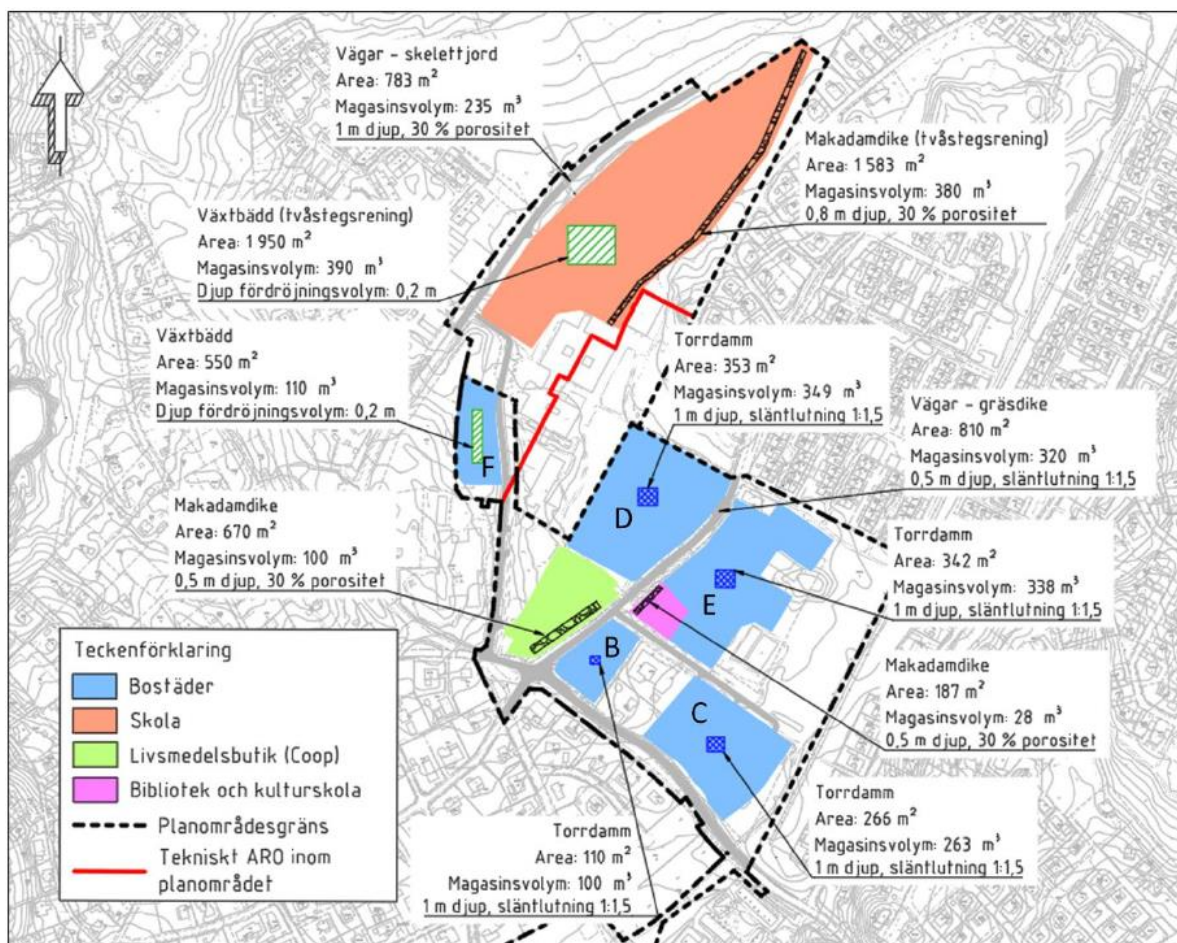 Vägar - skelettjord
Area: 783 m²
Magasinsvolym: 235 m³
1 m djup, 30 % porositet
Makadamdike (tvåstegsrening)
Area: 1 583 m²
Magasinsvolym: 380 m³
0,8 m djup, 30 % porositet
Växtbädd (tvåstegsrening)
Area: 1 950 m²
Magasinsvolym: 390 m³
Djup fördröjningsvolym: 0,2 m
Växtbädd
Area: 550 m²
Magasinsvolym: 110 m³
Djup fördröjningsvolym: 0,2 m
Torrdamm
Area: 353 m²
Magasinsvolym: 349 m³
1 m djup, släntlutning 1:1,5
Vägar - gräsdike
Area: 810 m²
Magasinsvolym: 320 m³
0,5 m djup, släntlutning 1:1,5
F
D
Makadamdike
Area: 670 m²
Magasinsvolym: 100 m³
0,5 m djup, 30 % porositet
Torrdamm
Area: 342 m²
Magasinsvolym: 338 m³
1 m djup, släntlutning 1:1,5
E
B
C
Makadamdike
Area: 187 m²
Magasinsvolym: 28 m³
0,5 m djup, 30 % porositet
Torrdamm
Area: 266 m²
Magasinsvolym: 263 m³
1 m djup, släntlutning 1:1,5
Torrdamm
Area: 110 m²
Magasinsvolym: 100 m³
1 m djup, släntlutning 1:1,5
Teckenförklaring
Bostäder
Skola
Livsmedelsbutik (Coop)
Bibliotek och kulturskola
Planområdesgräns
Tekniskt ARO inom
planområdet